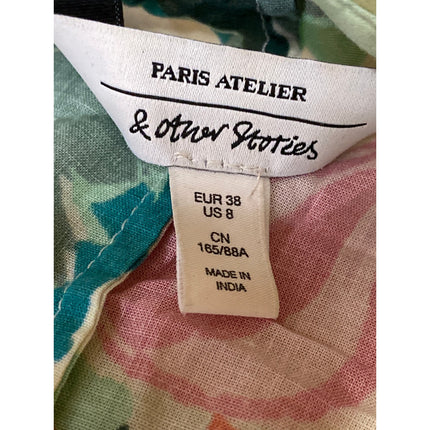 PARIS ATELIER
& Other Stories
EUR 38
US 8
CN
165/88A
MADE IN
INDIA